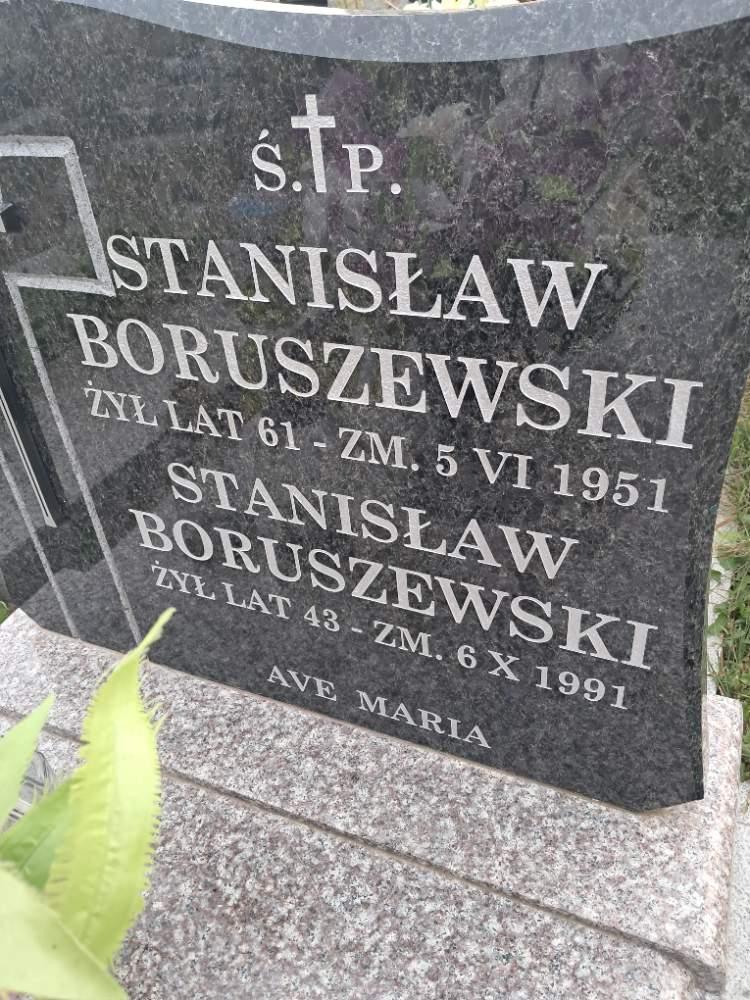 Ś.†P.
STANISŁAW
BORUSZEWSKI
ŻYŁ LAT 61 - ZM. 5 VI 1951
STANISŁAW
BORUSZEWSKI
ŻYŁ LAT 43 - ZM. 6 X 1991
AVE MARIA